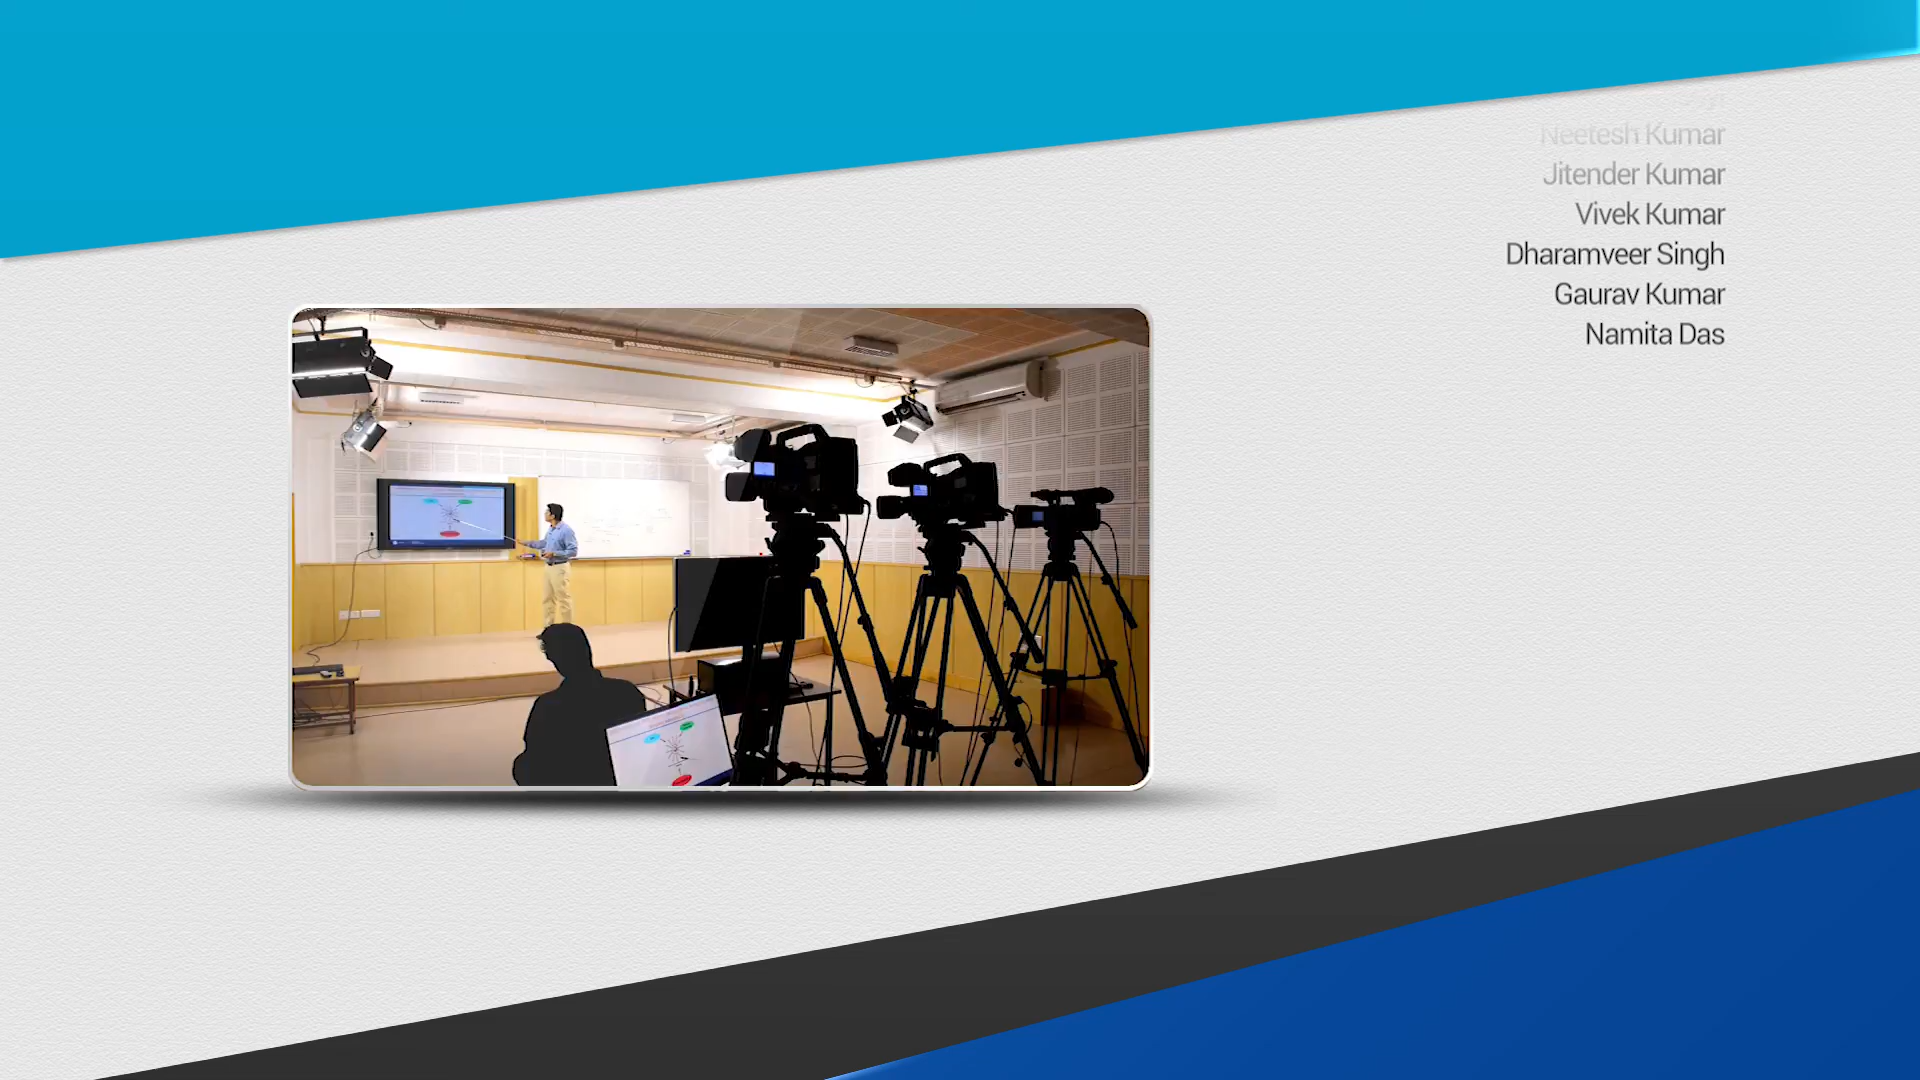 Neetesh Kumar
Jitender Kumar
Vivek Kumar
Dharamveer Singh
Gaurav Kumar
Namita Das